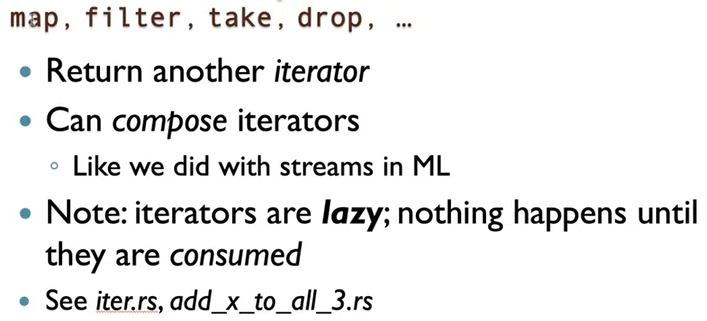 map, filter, take, drop, …
• Return another iterator
• Can compose iterators
◦ Like we did with streams in ML
• Note: iterators are lazy; nothing happens until
they are consumed
• See iter.rs, add_x_to_all_3.rs